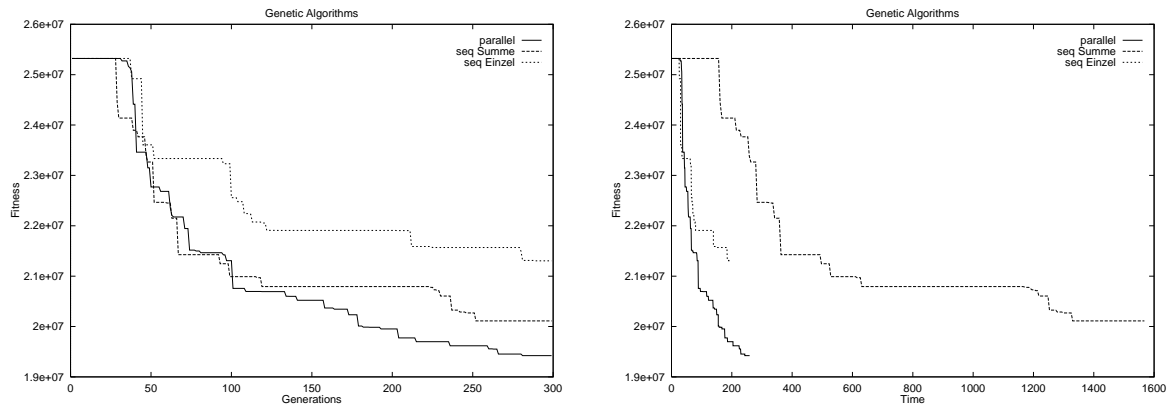 Genetic Algorithms
2.6e+07
2.5e+07
2.4e+07
2.3e+07
2.2e+07
2.1e+07
2e+07
1.9e+07
Fitness
parallel
seq Summe
seq Einzel
0 50 100 150 200 250 300
Generations
Genetic Algorithms
2.6e+07
2.5e+07
2.4e+07
2.3e+07
2.2e+07
2.1e+07
2e+07
1.9e+07
Fitness
parallel
seq Summe
seq Einzel
0 200 400 600 800 1000 1200 1400 1600
Time